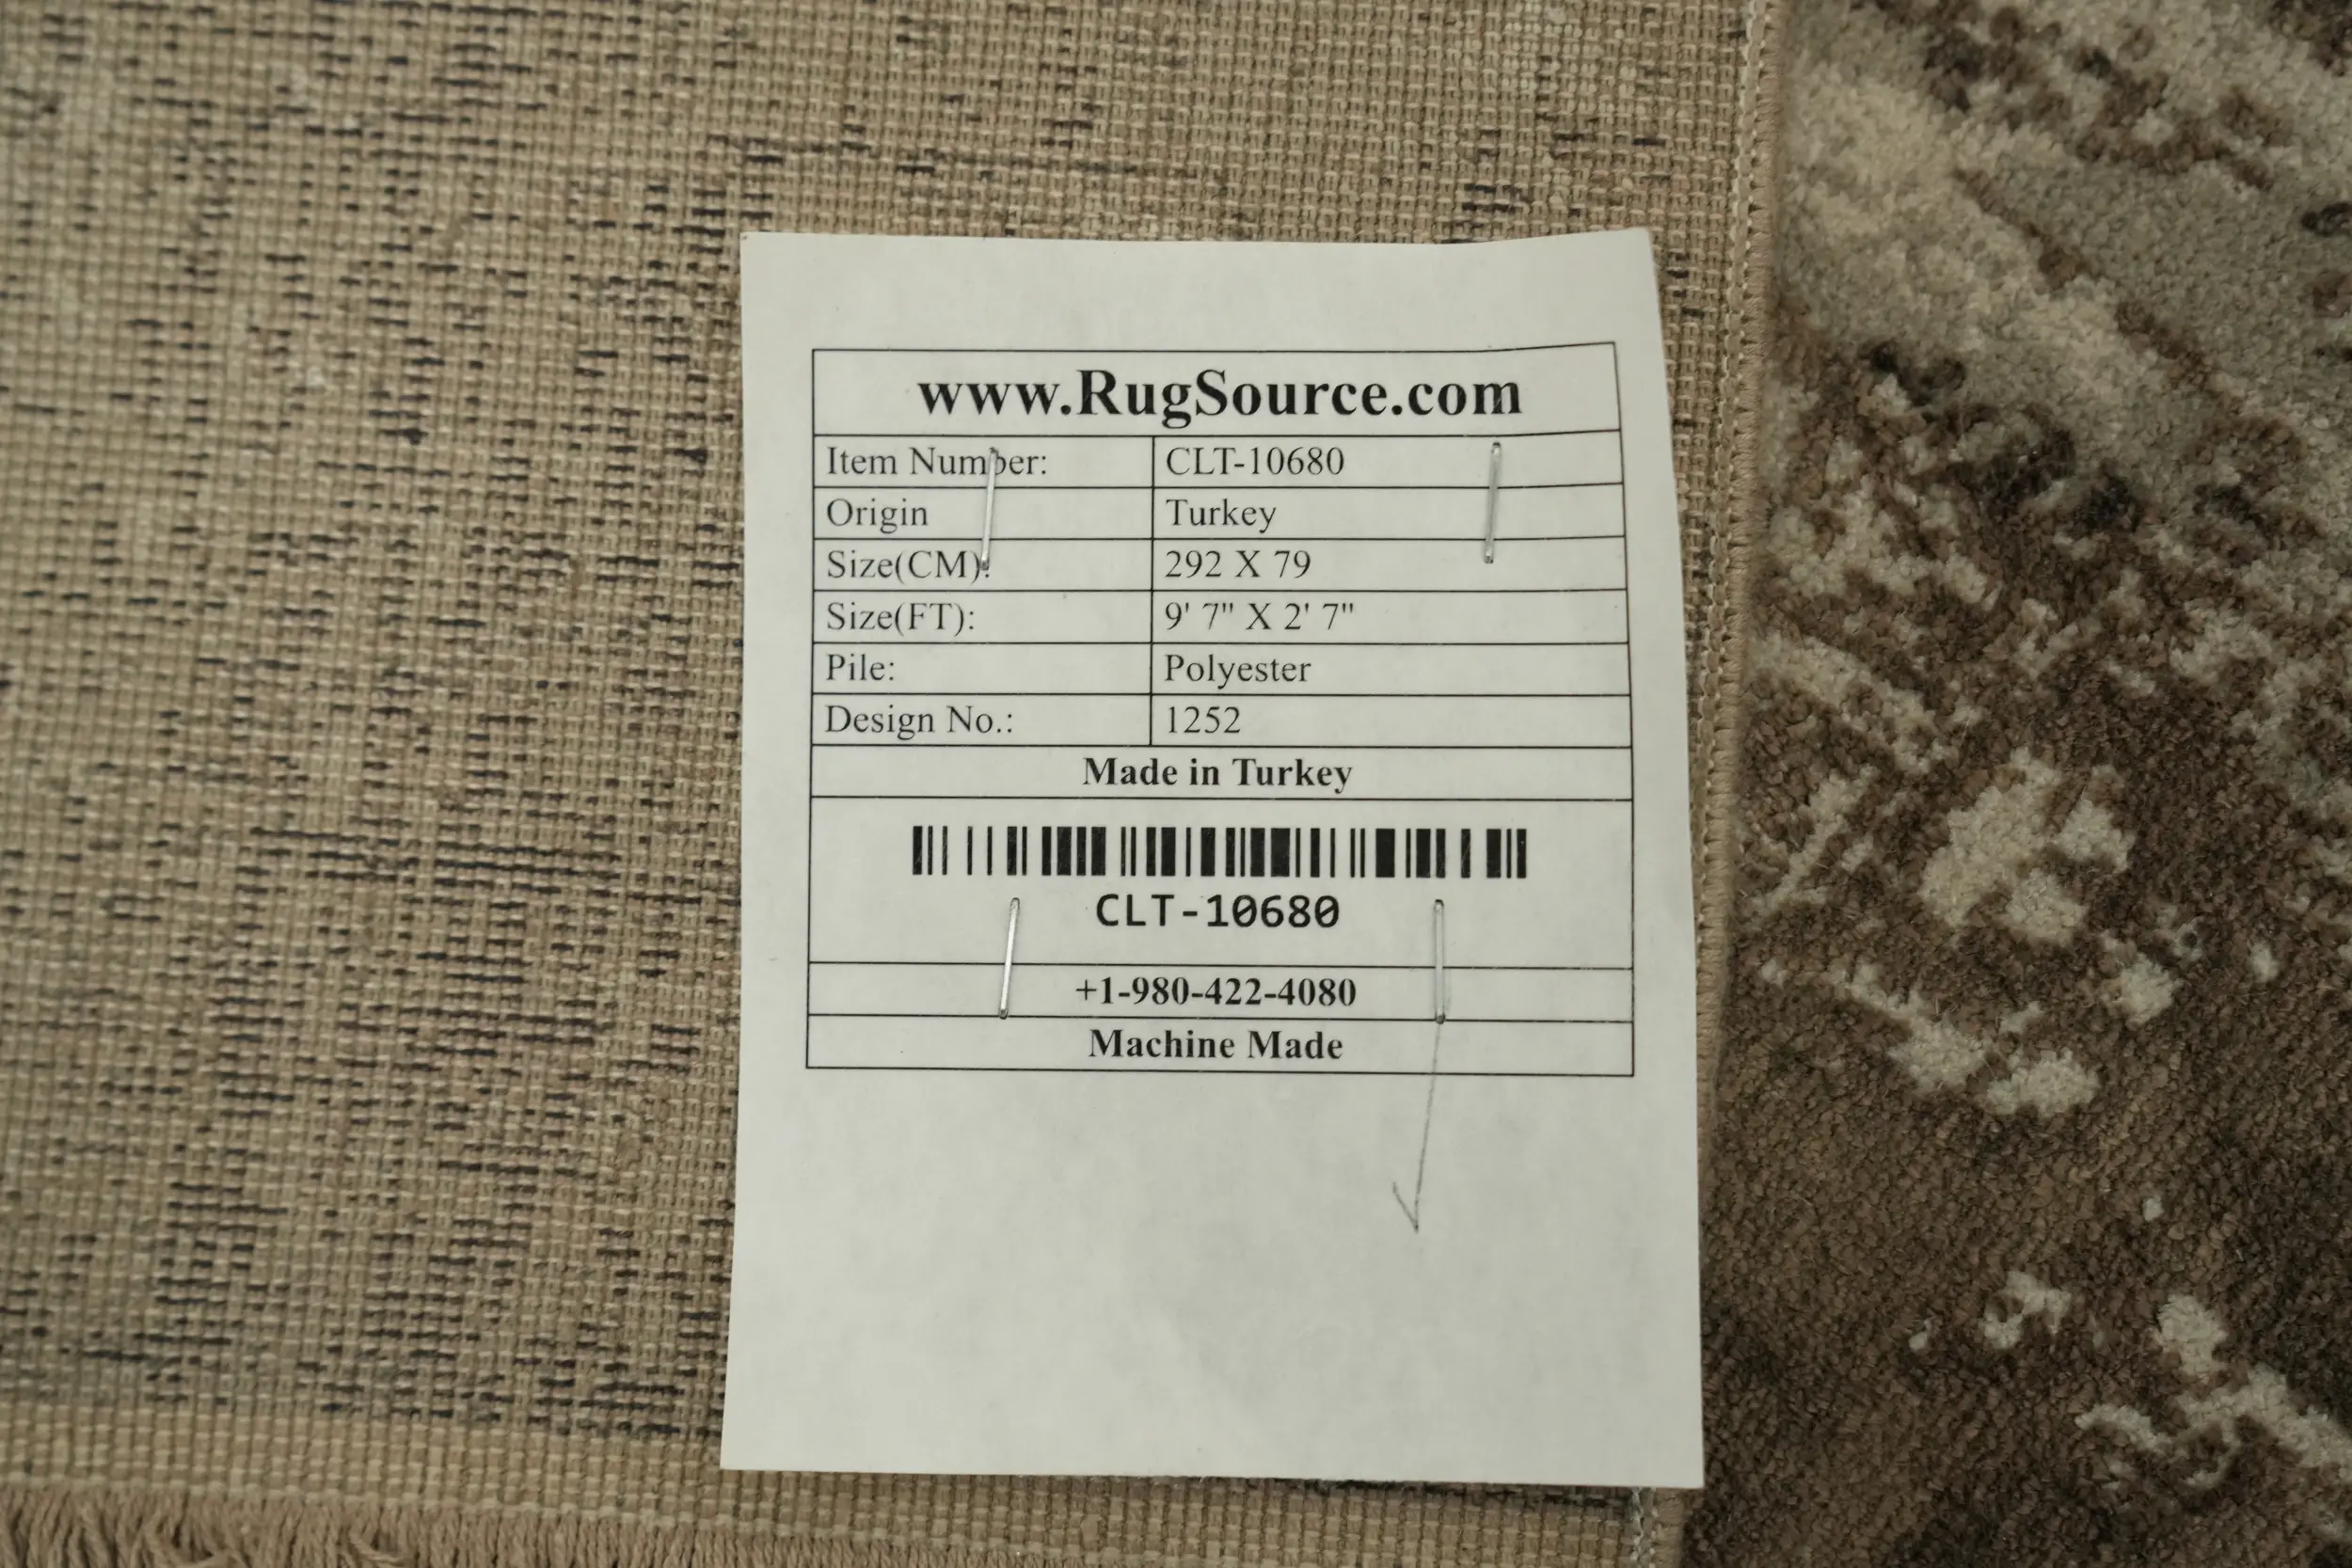 www.RugSource.com
Item Number: CLT-10680
Origin Turkey
Size(CM): 292 X 79
Size(FT): 9' 7" X 2' 7"
Pile: Polyester
Design No.: 1252
Made in Turkey
CLT-10680
+1-980-422-4080
Machine Made